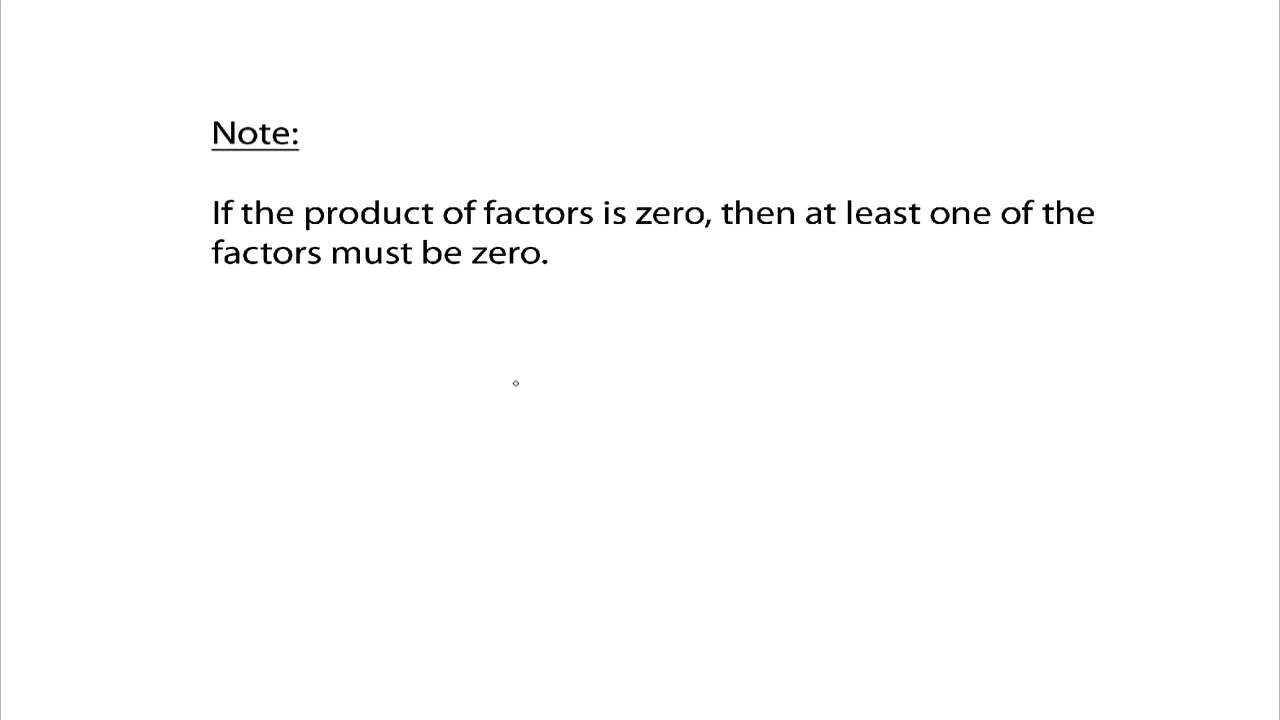 Note:
If the product of factors is zero, then at least one of the
factors must be zero.